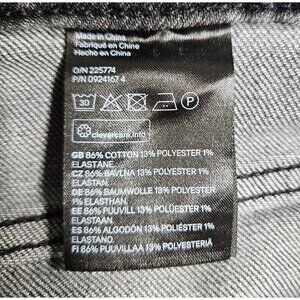 Made in China
Fabriqué en Chine
Hecho en China
O/N 225774
P/N 0924167 4
30
P
clevercare.info
GB 86% COTTON 13% POLYESTER 1%
ELASTANE
CZ 86% BAVLNA 13% POLYESTER 1%
ELASTAN
DE 86% BAUMWOLLE 13% POLYESTER
1% ELASTHAN
EE 86% PUUVILL 13% POLÜESTER 1%
ELASTAAN
ES 86% ALGODÓN 13% POLIÉSTER 1%
ELASTANO
FI 86% PUUVILLAA 13% POLYESTERIÄ